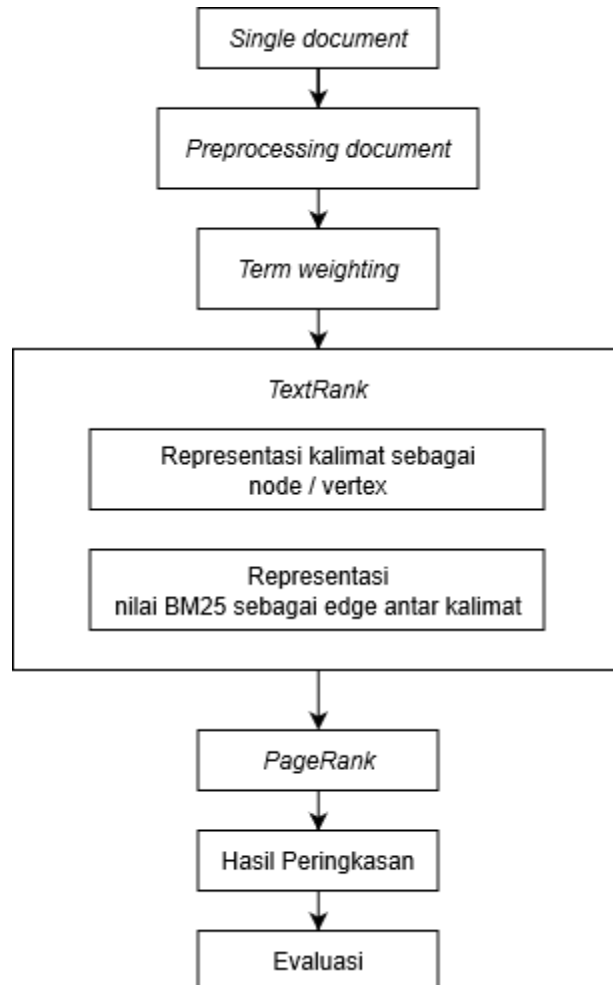 Single document
Preprocessing document
Term weighting
TextRank
Representasi kalimat sebagai
node / vertex
Representasi
nilai BM25 sebagai edge antar kalimat
PageRank
Hasil Peringkasan
Evaluasi